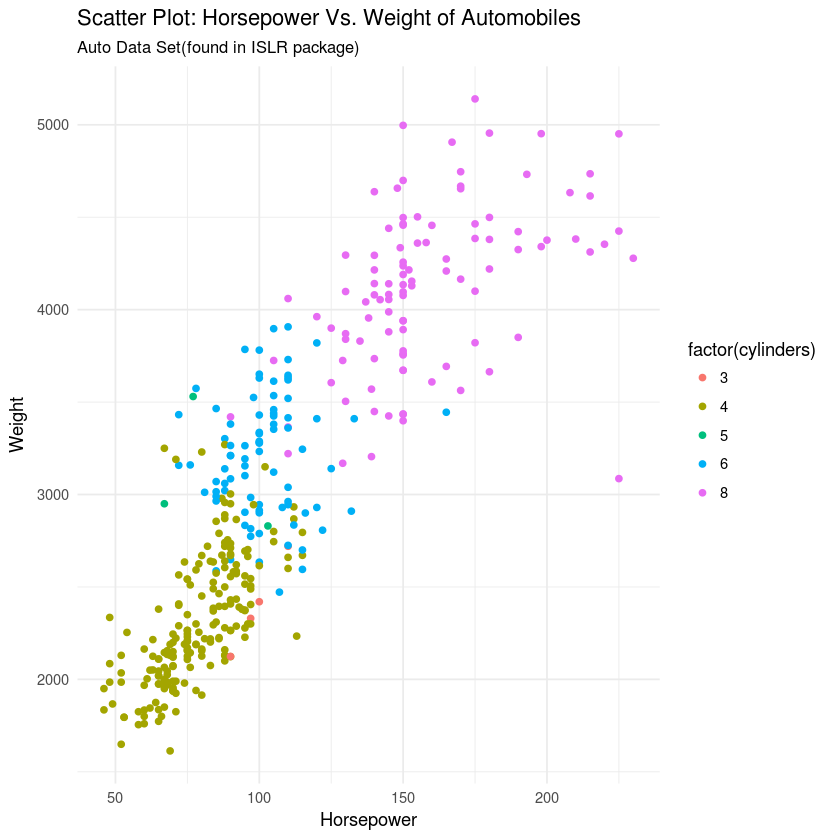 Scatter Plot: Horsepower Vs. Weight of Automobiles
Auto Data Set(found in ISLR package)
5000
4000
3000
2000
Weight
50
100
150
200
Horsepower
factor(cylinders)
3
4
5
6
8